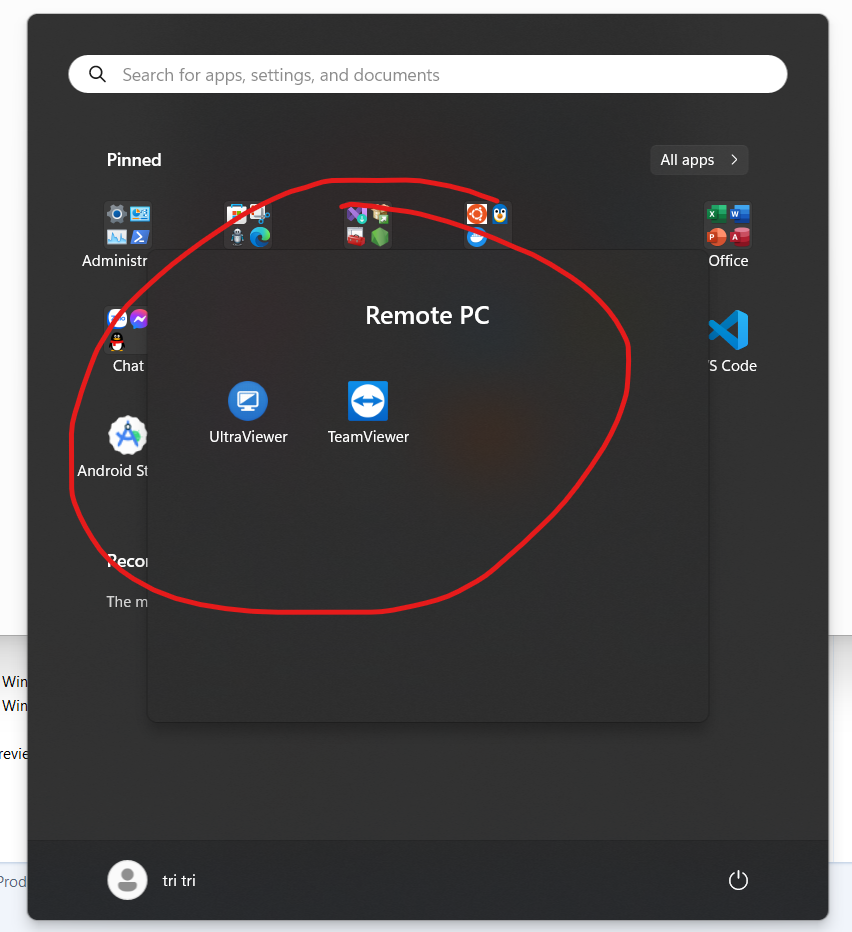 Search for apps, settings, and documents
Pinned
All apps
Administr
Office
Remote PC
Chat
S Code
UltraViewer
TeamViewer
Android St
Reco
The m
Win
Win
revie
Prod
tri tri